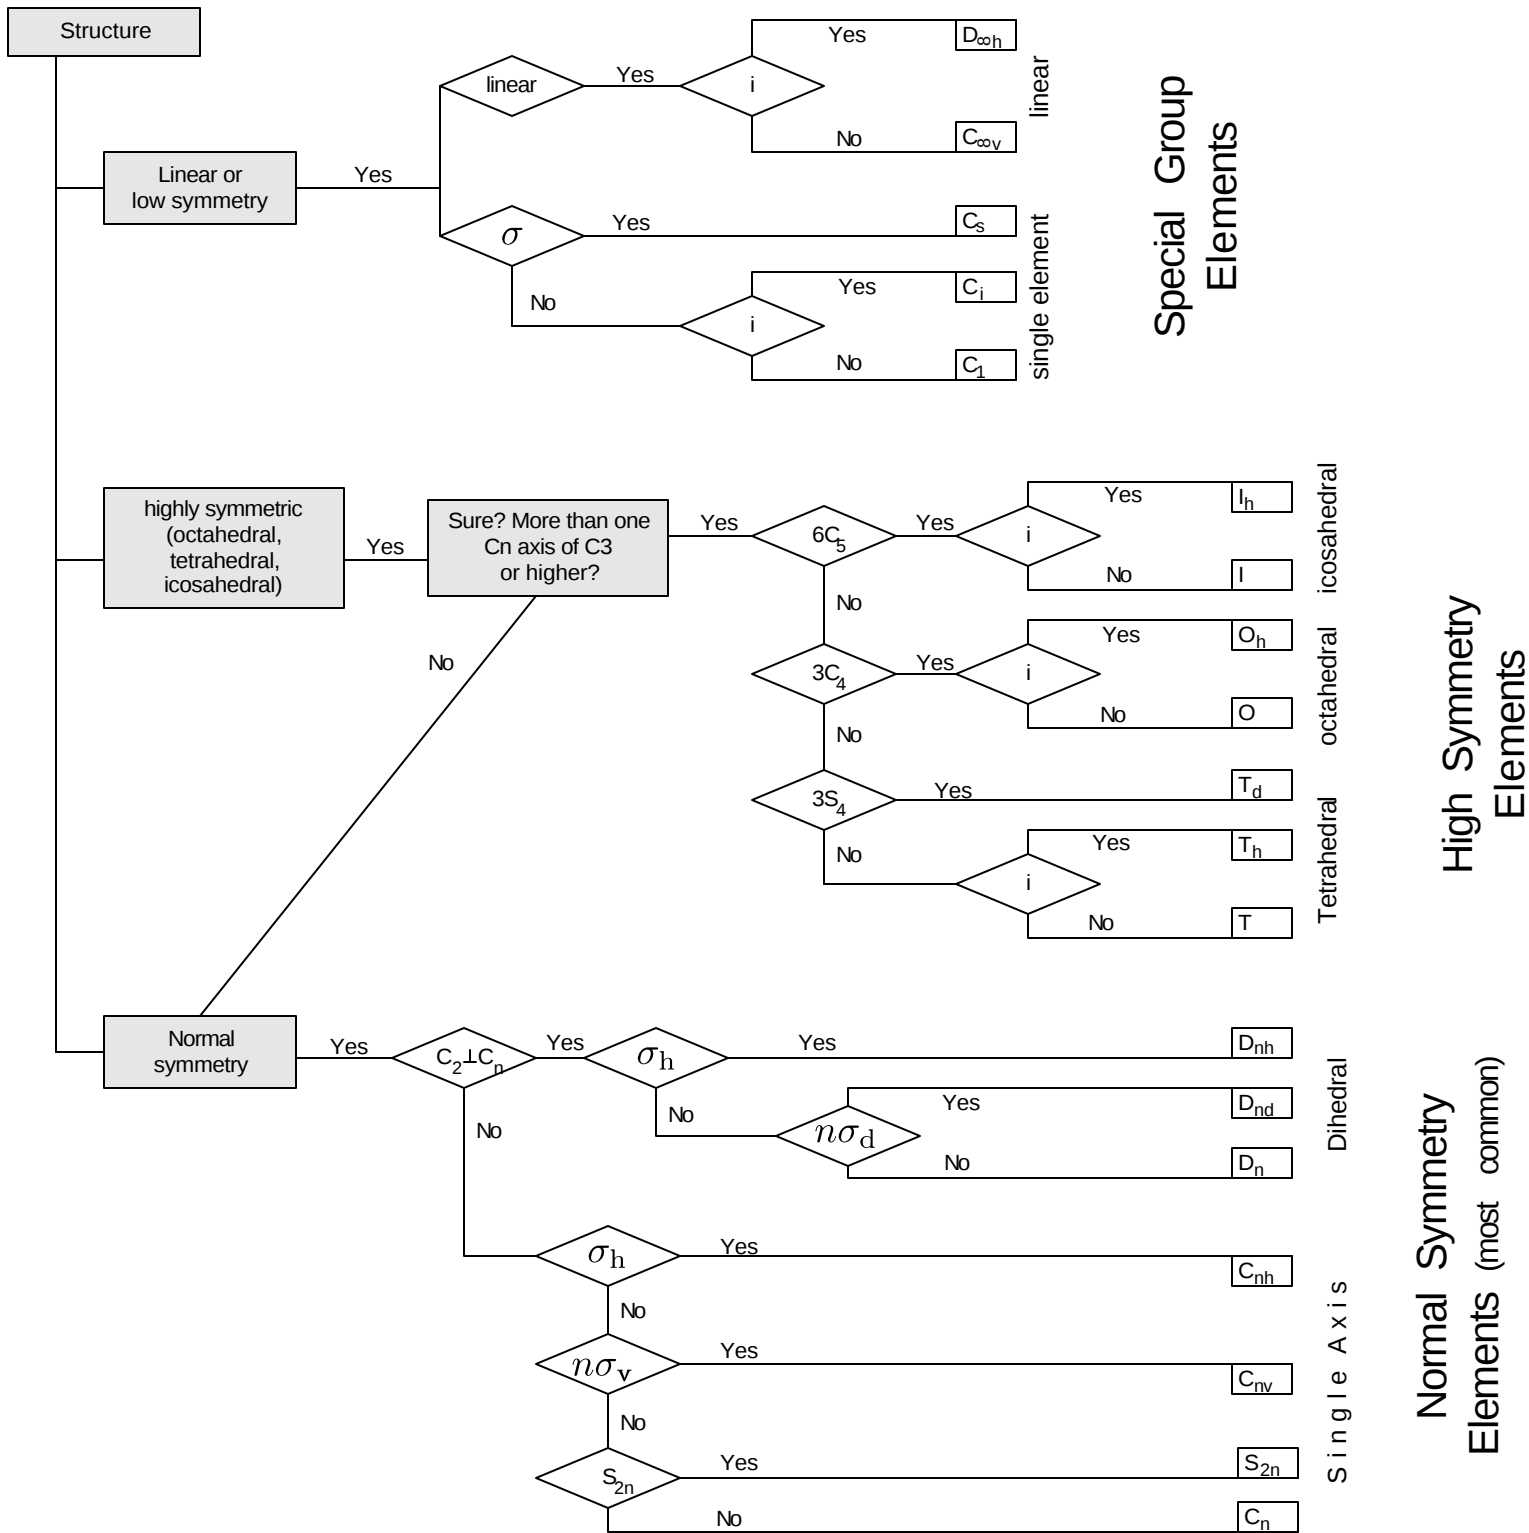 Structure
Yes
D∞h
linear
Yes
i
No
C∞v
linear
Linear or
low symmetry
Yes
σ
Yes
Cs
No
i
Yes
Ci
No
C1
single element
Special Group
Elements
highly symmetric
(octahedral,
tetrahedral,
icosahedral)
Yes
Sure? More than one
Cn axis of C3
or higher?
Yes
No
6C5
Yes
i
Yes
Ih
No
I
icosahedral
No
3C4
Yes
i
Yes
Oh
No
O
octahedral
No
3S4
Yes
Td
No
i
Yes
Th
No
T
Tetrahedral
High Symmetry
Elements
Normal
symmetry
Yes
C2⊥Cn
Yes
σh
Yes
Dnh
No
nσd
Yes
Dnd
No
Dn
Dihedral
No
σh
Yes
Cnh
No
nσv
Yes
Cnv
No
S2n
Yes
S2n
No
Cn
Single Axis
Normal Symmetry
Elements (most common)